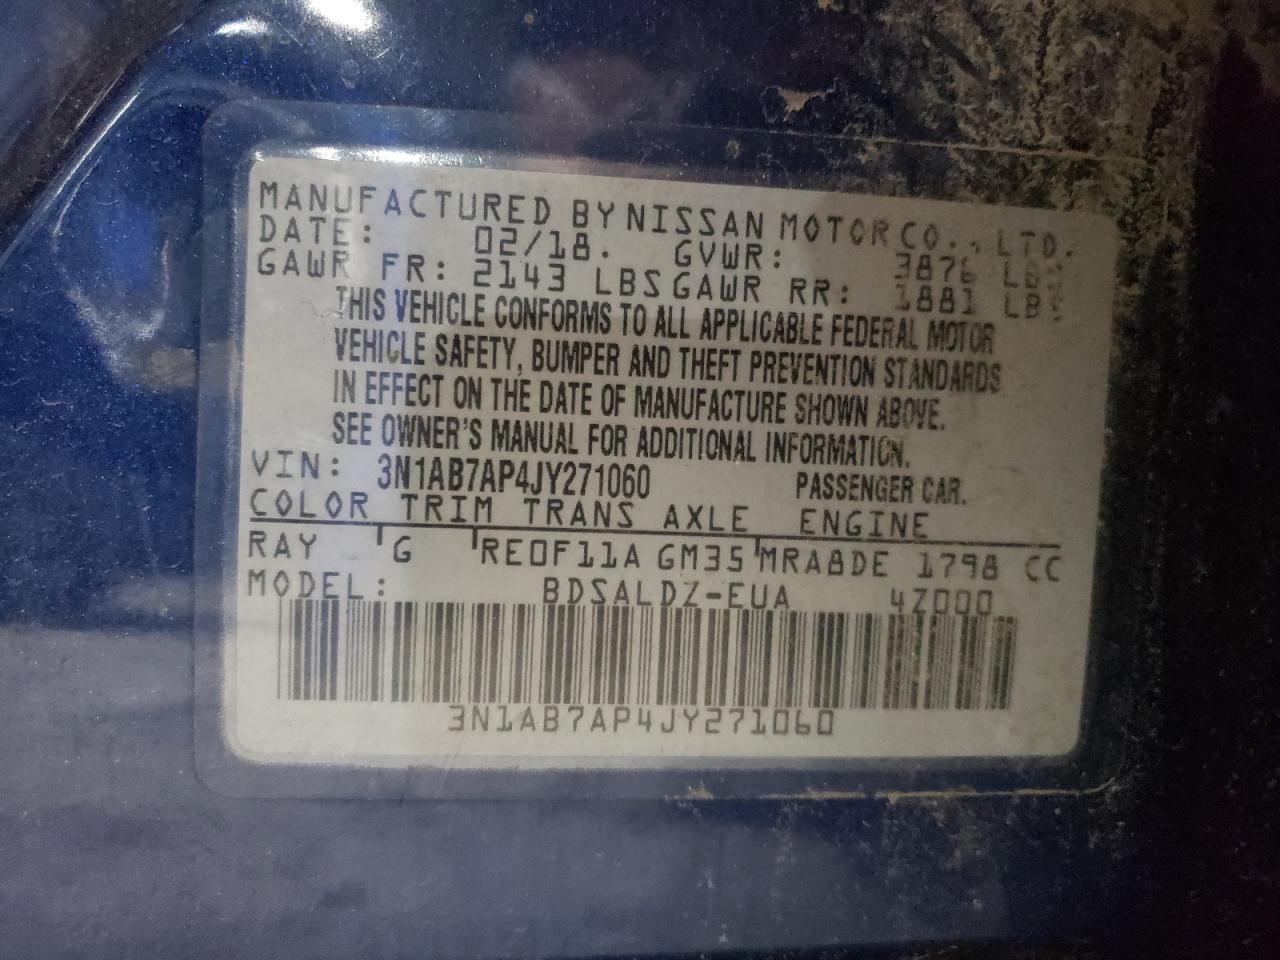 MANUFACTURED BY NISSAN MOTOR CO., LTD.
DATE: 02/18. GVWR: 3876 LBS
GAWR FR: 2143 LBS GAWR RR: 1881 LBS
THIS VEHICLE CONFORMS TO ALL APPLICABLE FEDERAL MOTOR
VEHICLE SAFETY, BUMPER AND THEFT PREVENTION STANDARDS
IN EFFECT ON THE DATE OF MANUFACTURE SHOWN ABOVE.
SEE OWNER'S MANUAL FOR ADDITIONAL INFORMATION.
VIN: 3N1AB7AP4JY271060 PASSENGER CAR.
COLOR TRIM TRANS AXLE ENGINE
RAY G RE0F11A GM35 MRA8DE 1798 CC
MODEL: BDSALDZ-EUA 4Z000
3N1AB7AP4JY271060